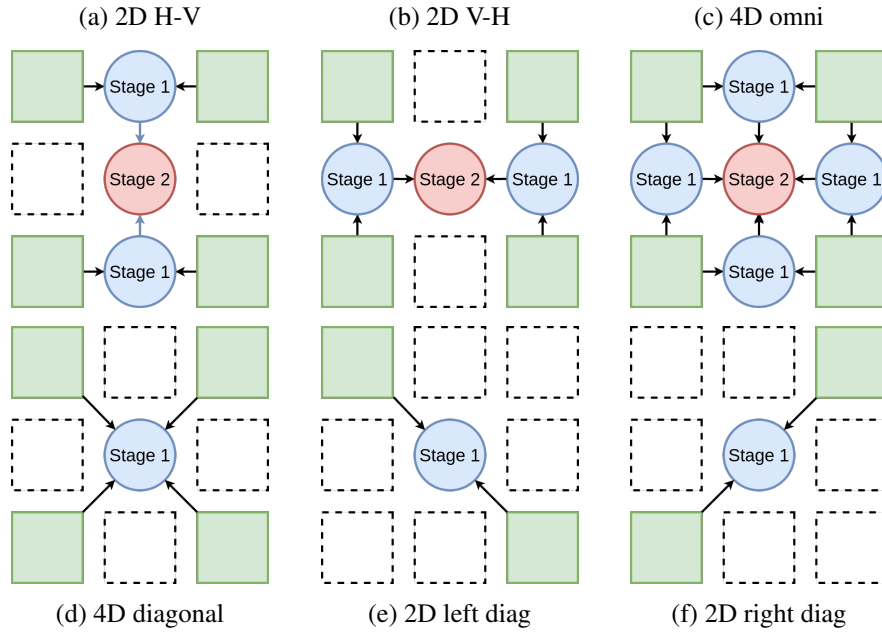 (a) 2D H-V (b) 2D V-H (c) 4D omni
Stage 1 Stage 1
Stage 2 Stage 1 Stage 2 Stage 1 Stage 1 Stage 2 Stage 1
Stage 1 Stage 1
Stage 1 Stage 1 Stage 1
(d) 4D diagonal (e) 2D left diag (f) 2D right diag